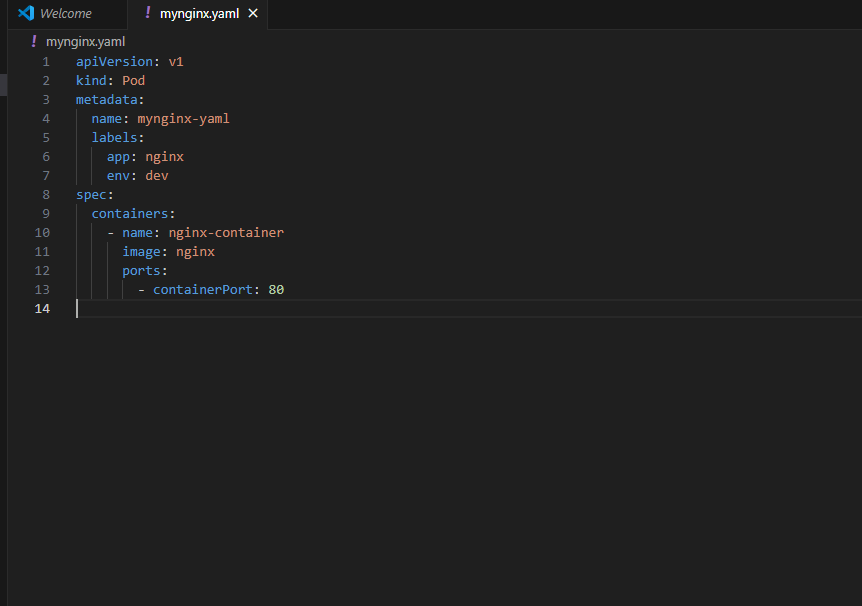 Welcome
! mynginx.yaml ✕
! mynginx.yaml
1 apiVersion: v1
2 kind: Pod
3 metadata:
4   name: mynginx-yaml
5   labels:
6     app: nginx
7     env: dev
8 spec:
9   containers:
10     - name: nginx-container
11       image: nginx
12       ports:
13         - containerPort: 80
14